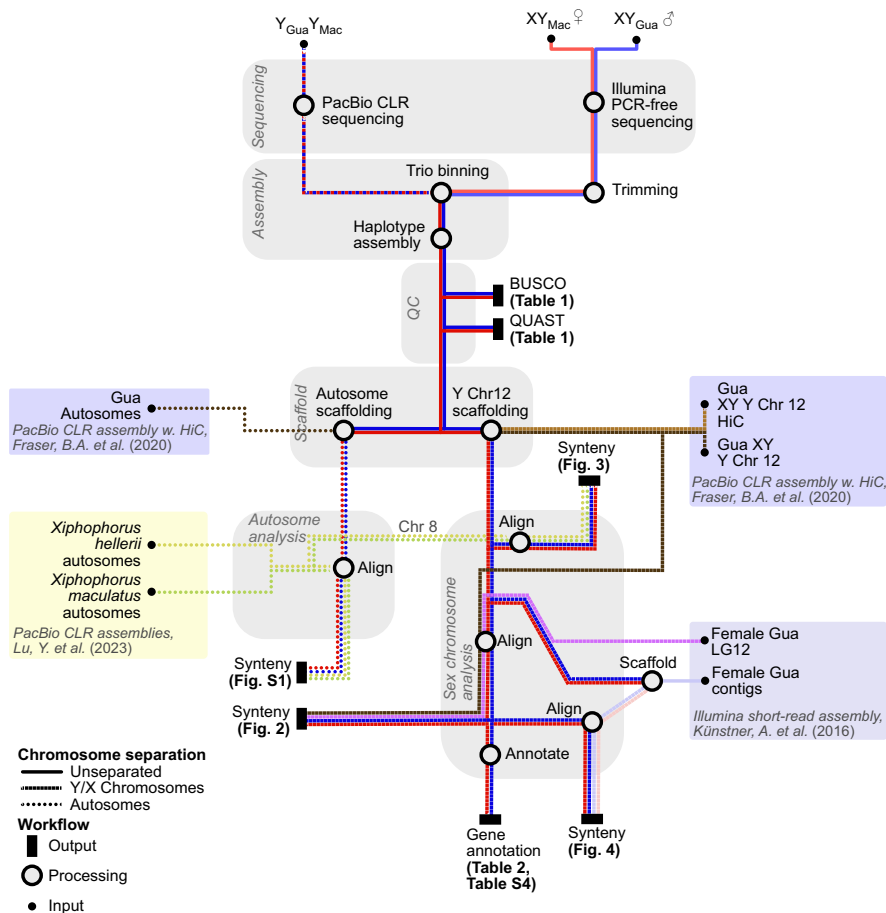 Y_Gua Y_Mac
XY_Mac ♀
XY_Gua ♂
Sequencing
PacBio CLR
sequencing
Illumina
PCR-free
sequencing
Assembly
Trio binning
Trimming
Haplotype
assembly
QC
BUSCO
(Table 1)
QUAST
(Table 1)
Scaffold
Autosome
scaffolding
Y Chr12
scaffolding
Gua
Autosomes
PacBio CLR assembly w. HiC,
Fraser, B.A. et al. (2020)
Gua
XY Y Chr 12
HiC
Gua XY
Y Chr 12
PacBio CLR assembly w. HiC,
Fraser, B.A. et al. (2020)
Synteny
(Fig. 3)
Autosome
analysis
Chr 8
Align
Xiphophorus
hellerii
autosomes
Xiphophorus
maculatus
autosomes
PacBio CLR assemblies,
Lu, Y. et al. (2023)
Align
Sex chromosome
analysis
Align
Female Gua
LG12
Scaffold
Female Gua
contigs
Illumina short-read assembly,
Künstner, A. et al. (2016)
Synteny
(Fig. S1)
Synteny
(Fig. 2)
Align
Annotate
Gene
annotation
(Table 2,
Table S4)
Synteny
(Fig. 4)
Chromosome separation
Unseparated
Y/X Chromosomes
Autosomes
Workflow
Output
Processing
Input